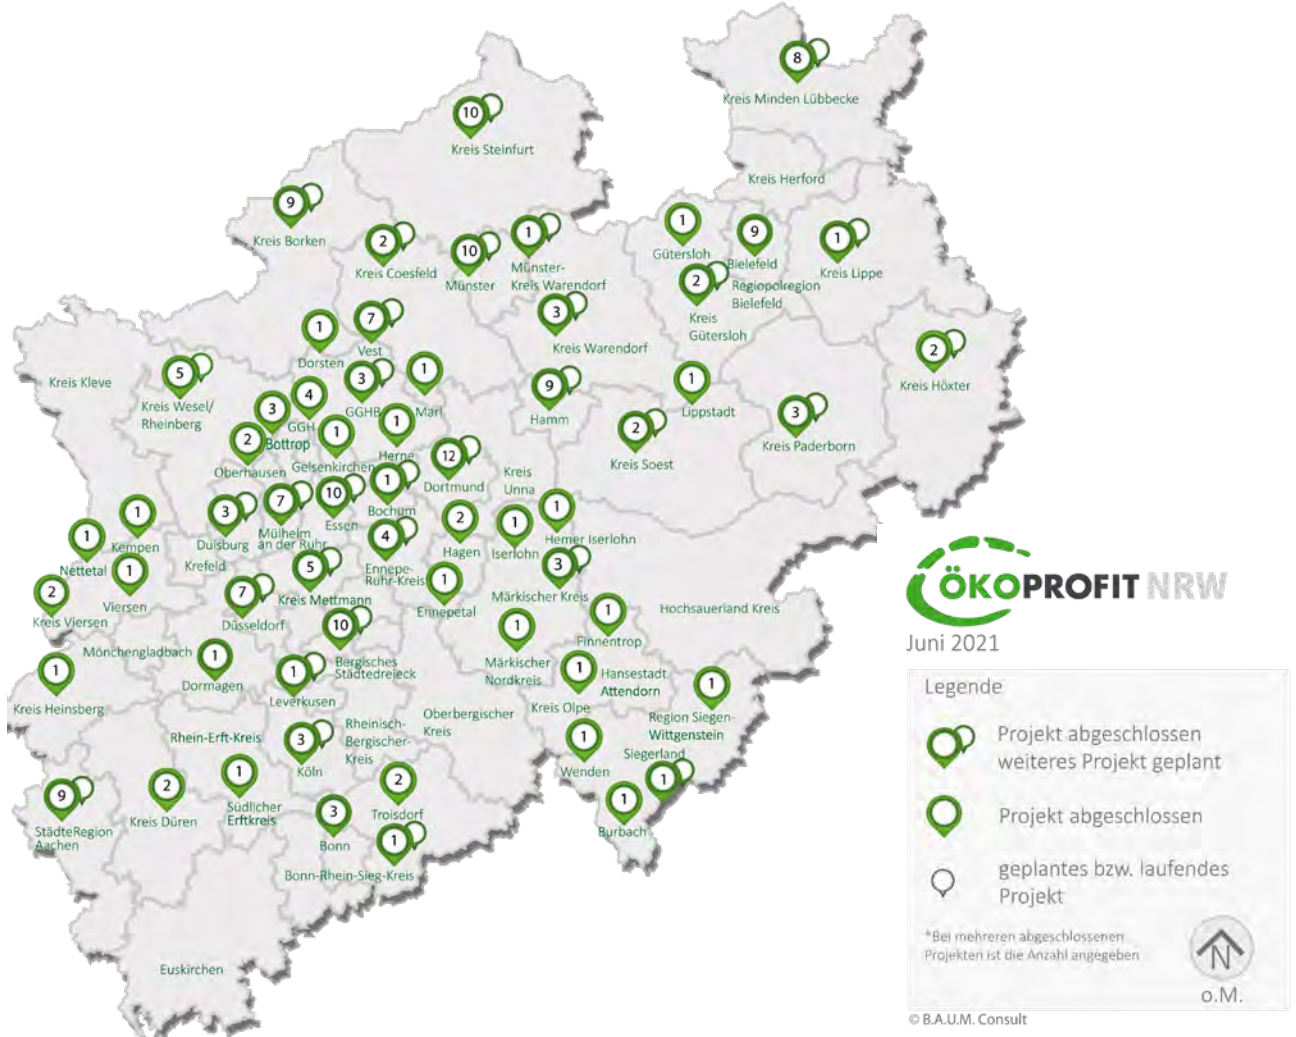 8
Kreis Minden Lübbecke
10
Kreis Steinfurt
Kreis Herford
9
Kreis Borken
2
Kreis Coesfeld
10
Münster
1
Münster-
Kreis Warendorf
1
Gütersloh
9
Bielefeld
Regiopolregion
Bielefeld
1
Kreis Lippe
2
Kreis
Gütersloh
3
Kreis Warendorf
1
Dorsten
7
Vest
2
Kreis Höxter
Kreis Kleve
5
Kreis Wesel/
Rheinberg
3
GGHB
1
Marl
9
Hamm
1
Lippstadt
3
Kreis Paderborn
2
Kreis Soest
3
Bottrop
4
GGH
2
Oberhausen
1
Gelsenkirchen
1
Herne
12
Dortmund
Kreis
Unna
1
Bochum
10
Essen
7
Mülheim
an der Ruhr
3
Duisburg
1
Kempen
1
Nettetal
Krefeld
4
Ennepe-
Ruhr-Kreis
2
Hagen
1
Iserlohn
1
Hemer Iserlohn
3
Märkischer Kreis
1
Ennepetal
5
Kreis Mettmann
7
Düsseldorf
1
Viersen
2
Kreis Viersen
10
Bergisches
Städtedreieck
1
Märkischer
Nordkreis
1
Finnentrop
Hochsauerland Kreis
Mönchengladbach
1
Dormagen
1
Leverkusen
1
Kreis Heinsberg
1
Hansestadt
Attendorn
Kreis Olpe
1
Region Siegen-
Wittgenstein
Siegerland
1
1
Wenden
1
Burbach
Rhein-Erft-Kreis
3
Köln
Rheinisch-
Bergischer-
Kreis
Oberbergischer
Kreis
9
StädteRegion
Aachen
2
Kreis Düren
1
Südlicher
Erftkreis
2
Troisdorf
3
Bonn
1
Bonn-Rhein-Sieg-Kreis
Euskirchen
ÖKOPROFIT NRW
Juni 2021
Legende
Projekt abgeschlossen
weiteres Projekt geplant
Projekt abgeschlossen
geplantes bzw. laufendes
Projekt
*Bei mehreren abgeschlossenen
Projekten ist die Anzahl angegeben
N
o.M.
© B.A.U.M. Consult